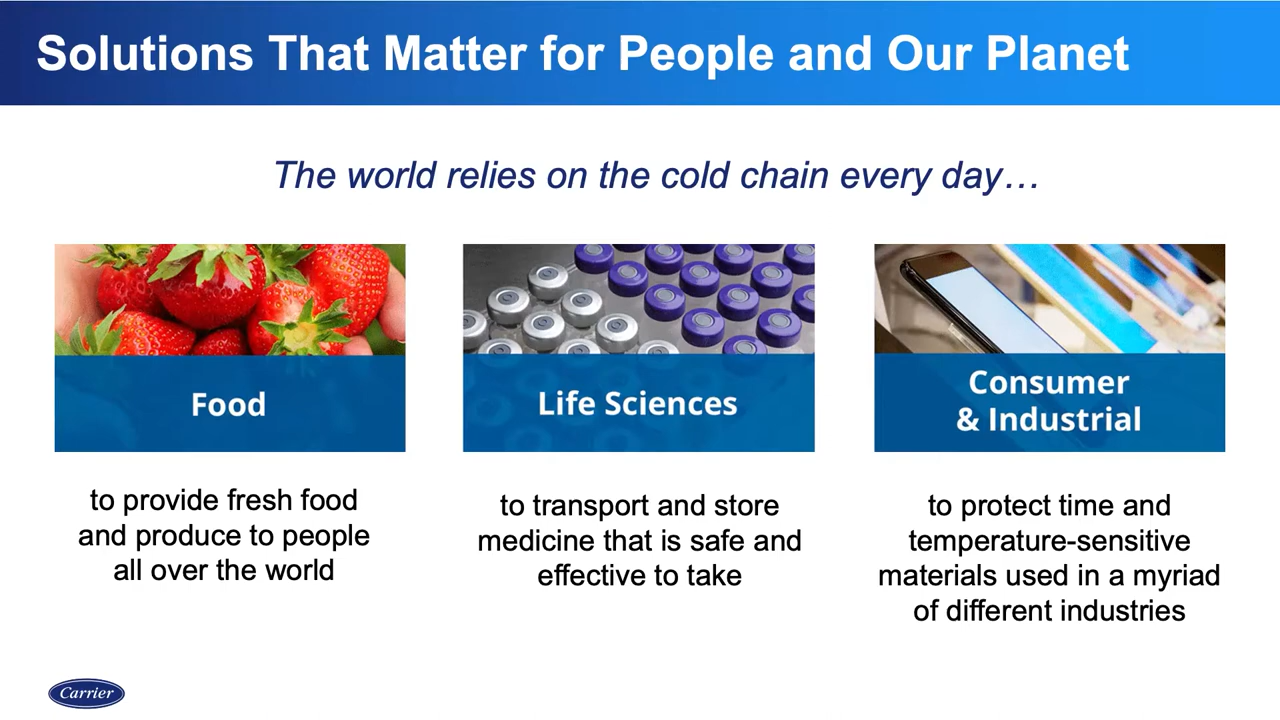 Solutions That Matter for People and Our Planet
The world relies on the cold chain every day…
Food
to provide fresh food
and produce to people
all over the world
Life Sciences
to transport and store
medicine that is safe and
effective to take
Consumer
& Industrial
to protect time and
temperature-sensitive
materials used in a myriad
of different industries
Carrier